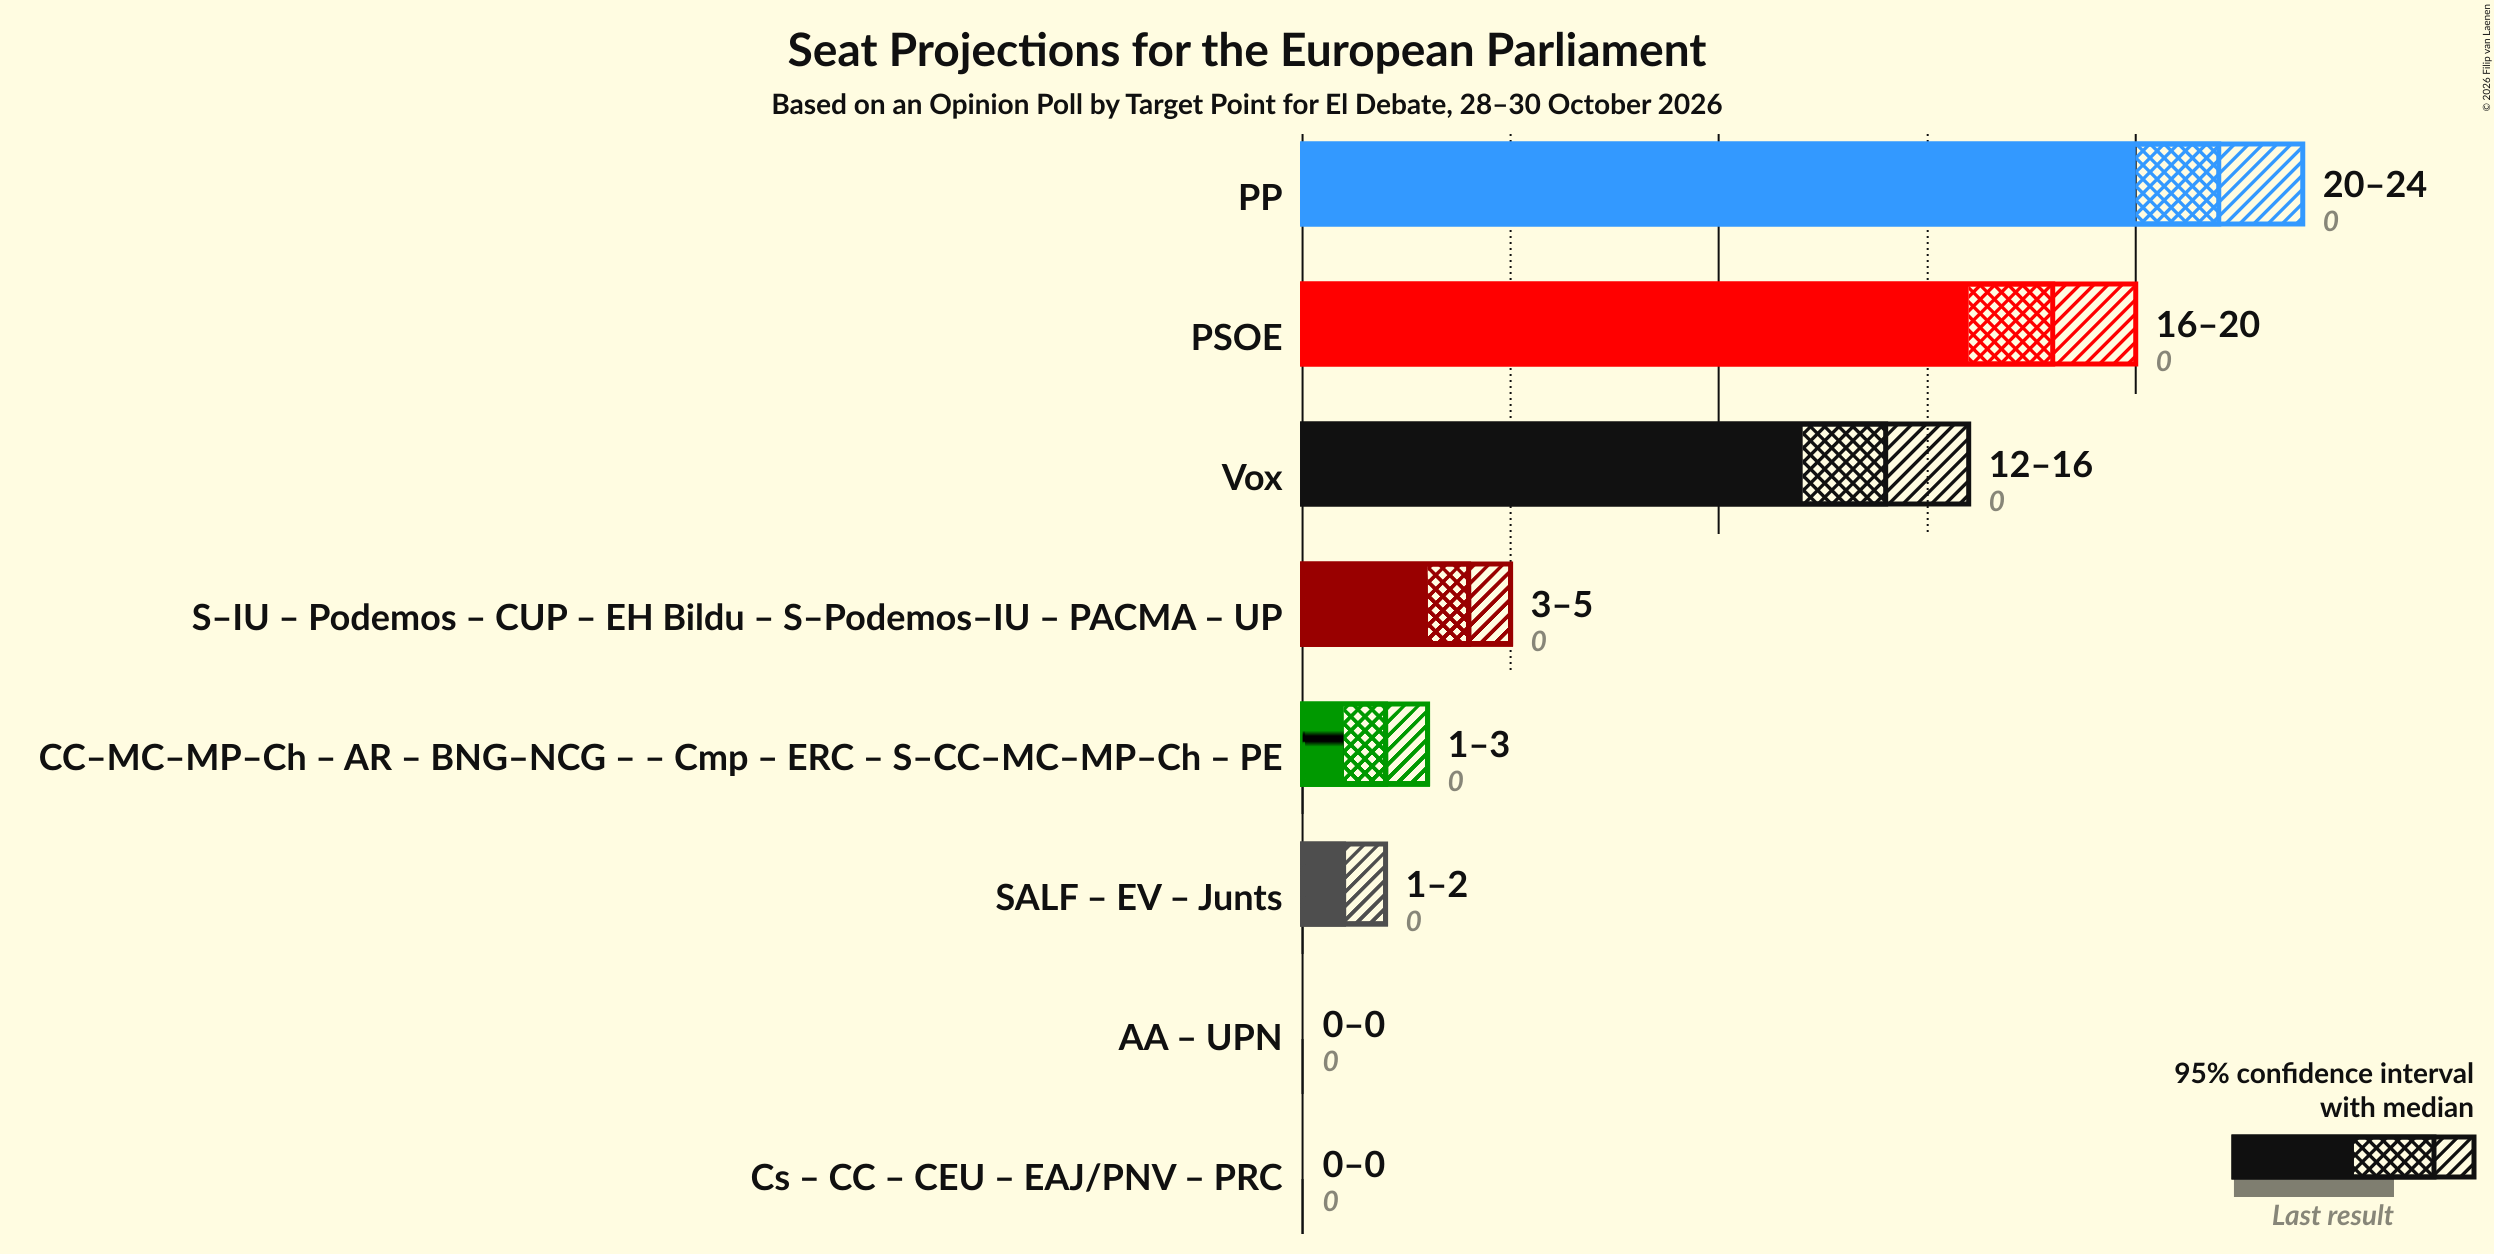 Seat Projections for the European Parliament
Based on an Opinion Poll by Target Point for El Debate, 28–30 October 2026
© 2026 Filip van Laenen
PP
20–24
0
PSOE
16–20
0
Vox
12–16
0
S–IU – Podemos – CUP – EH Bildu – S–Podemos–IU – PACMA – UP
3–5
0
CC–MC–MP–Ch – AR – BNG–NCG – – Cmp – ERC – S–CC–MC–MP–Ch – PE
1–3
0
SALF – EV – Junts
1–2
0
AA – UPN
0–0
0
Cs – CC – CEU – EAJ/PNV – PRC
0–0
0
95% confidence interval
with median
Last result